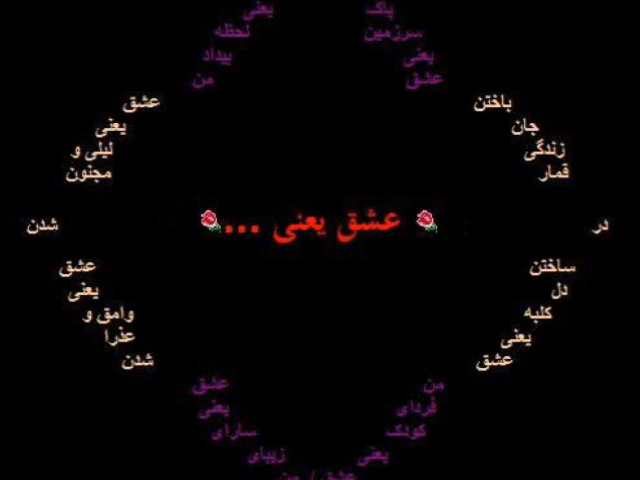 یعنی
لحظه
بیداد
من
پاک
سرزمین
یعنی
عشق
عشق
یعنی
لیلی و
مجنون
شدن
باختن
جان
زندگی
قمار
در
عشق یعنی ...
عشق
یعنی
وامق و
عذرا
شدن
ساختن
دل
کلبه
یعنی
عشق
عشق
یعنی
سارای
زیبای
من
فردای
کودک
یعنی
عشق